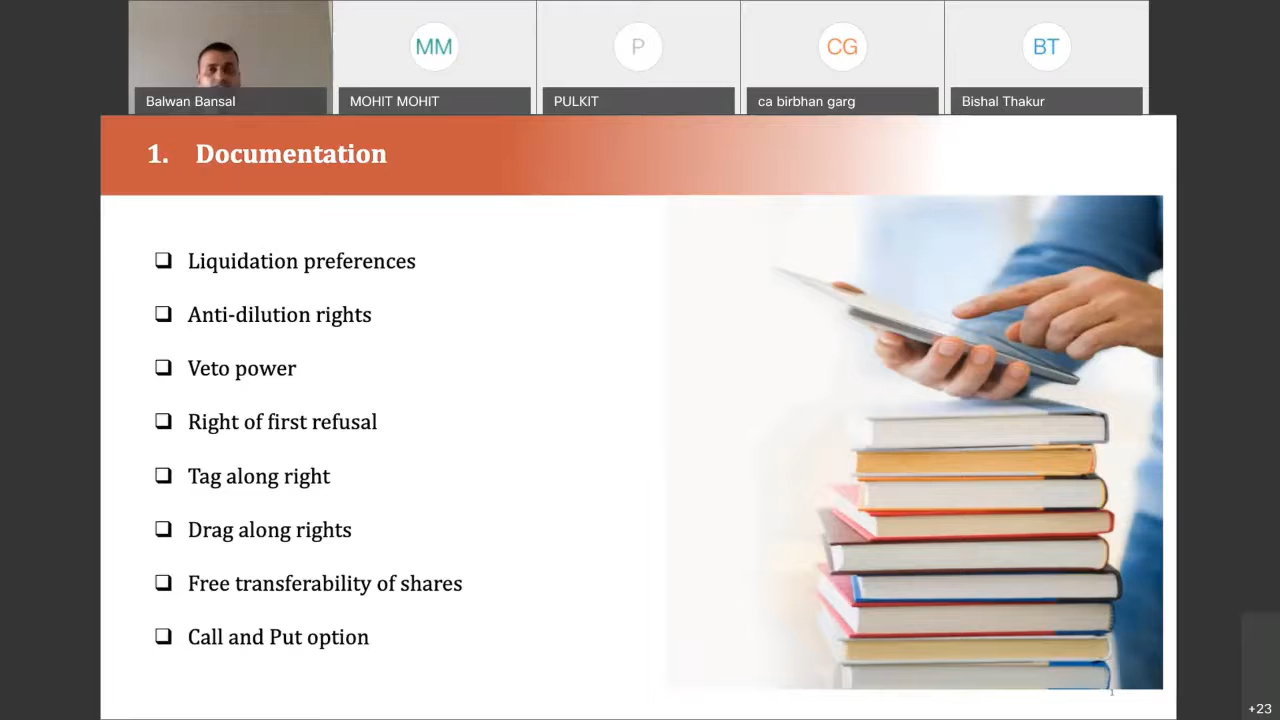 MM
P
CG
BT
Balwan Bansal
MOHIT MOHIT
PULKIT
ca birbhan garg
Bishal Thakur
1. Documentation
Liquidation preferences
Anti-dilution rights
Veto power
Right of first refusal
Tag along right
Drag along rights
Free transferability of shares
Call and Put option
1
+23